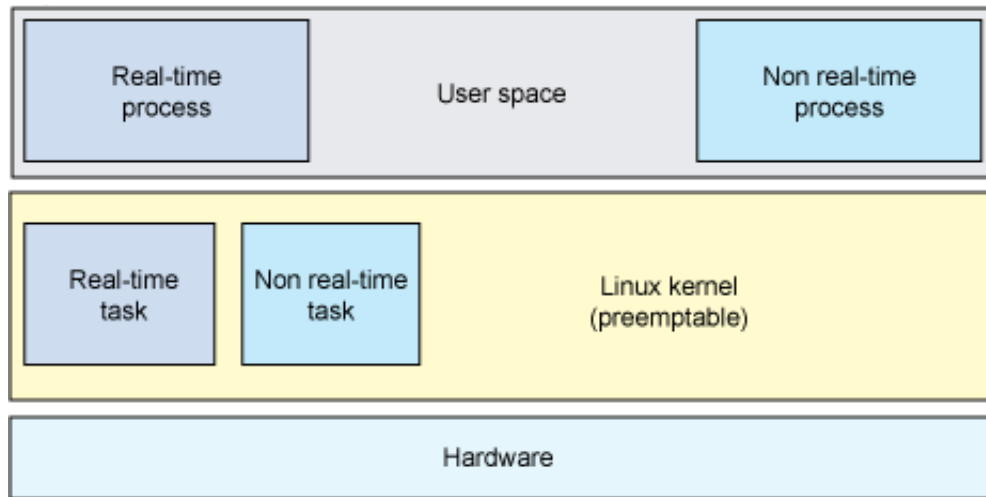 Real-time
process
User space
Non real-time
process
Real-time
task
Non real-time
task
Linux kernel
(preemptable)
Hardware